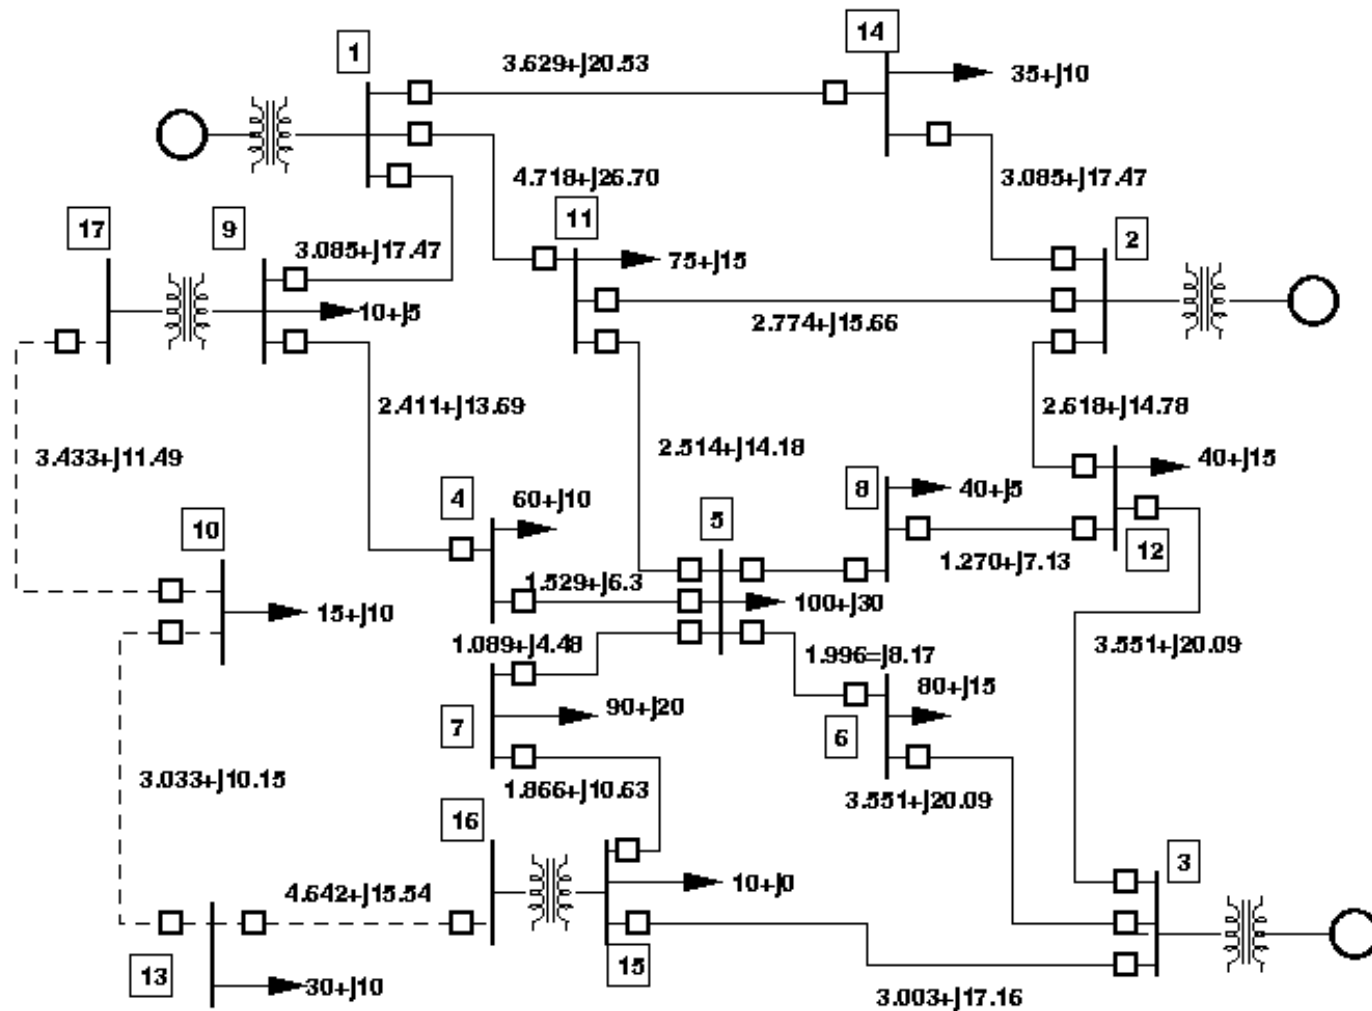 1
14
3.629+j20.53
35+j10
4.718+j26.70
3.085+j17.47
17
9
11
2
3.085+j17.47
75+j15
10+j5
2.774+j15.66
2.411+j13.69
2.618+j14.78
3.433+j11.49
2.514+j14.18
8
40+j15
4
60+j10
5
40+j5
10
12
1.529+j6.3
1.270+j7.13
15+j10
100+j30
1.089+j4.48
1.996=j8.17
3.551+j20.09
90+j20
80+j15
7
6
3.033+j10.15
1.866+j10.63
3.551+j20.09
16
3
4.642+j15.54
10+j0
13
30+j10
15
3.003+j17.16